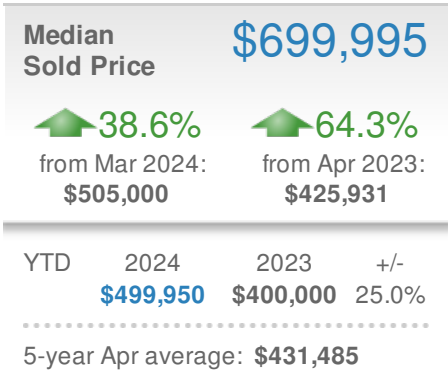 Median $699,995
Sold Price
38.6% 64.3%
from Mar 2024: from Apr 2023:
$505,000 $425,931
YTD 2024 2023 +/-
$499,950 $400,000 25.0%
5-year Apr average: $431,485